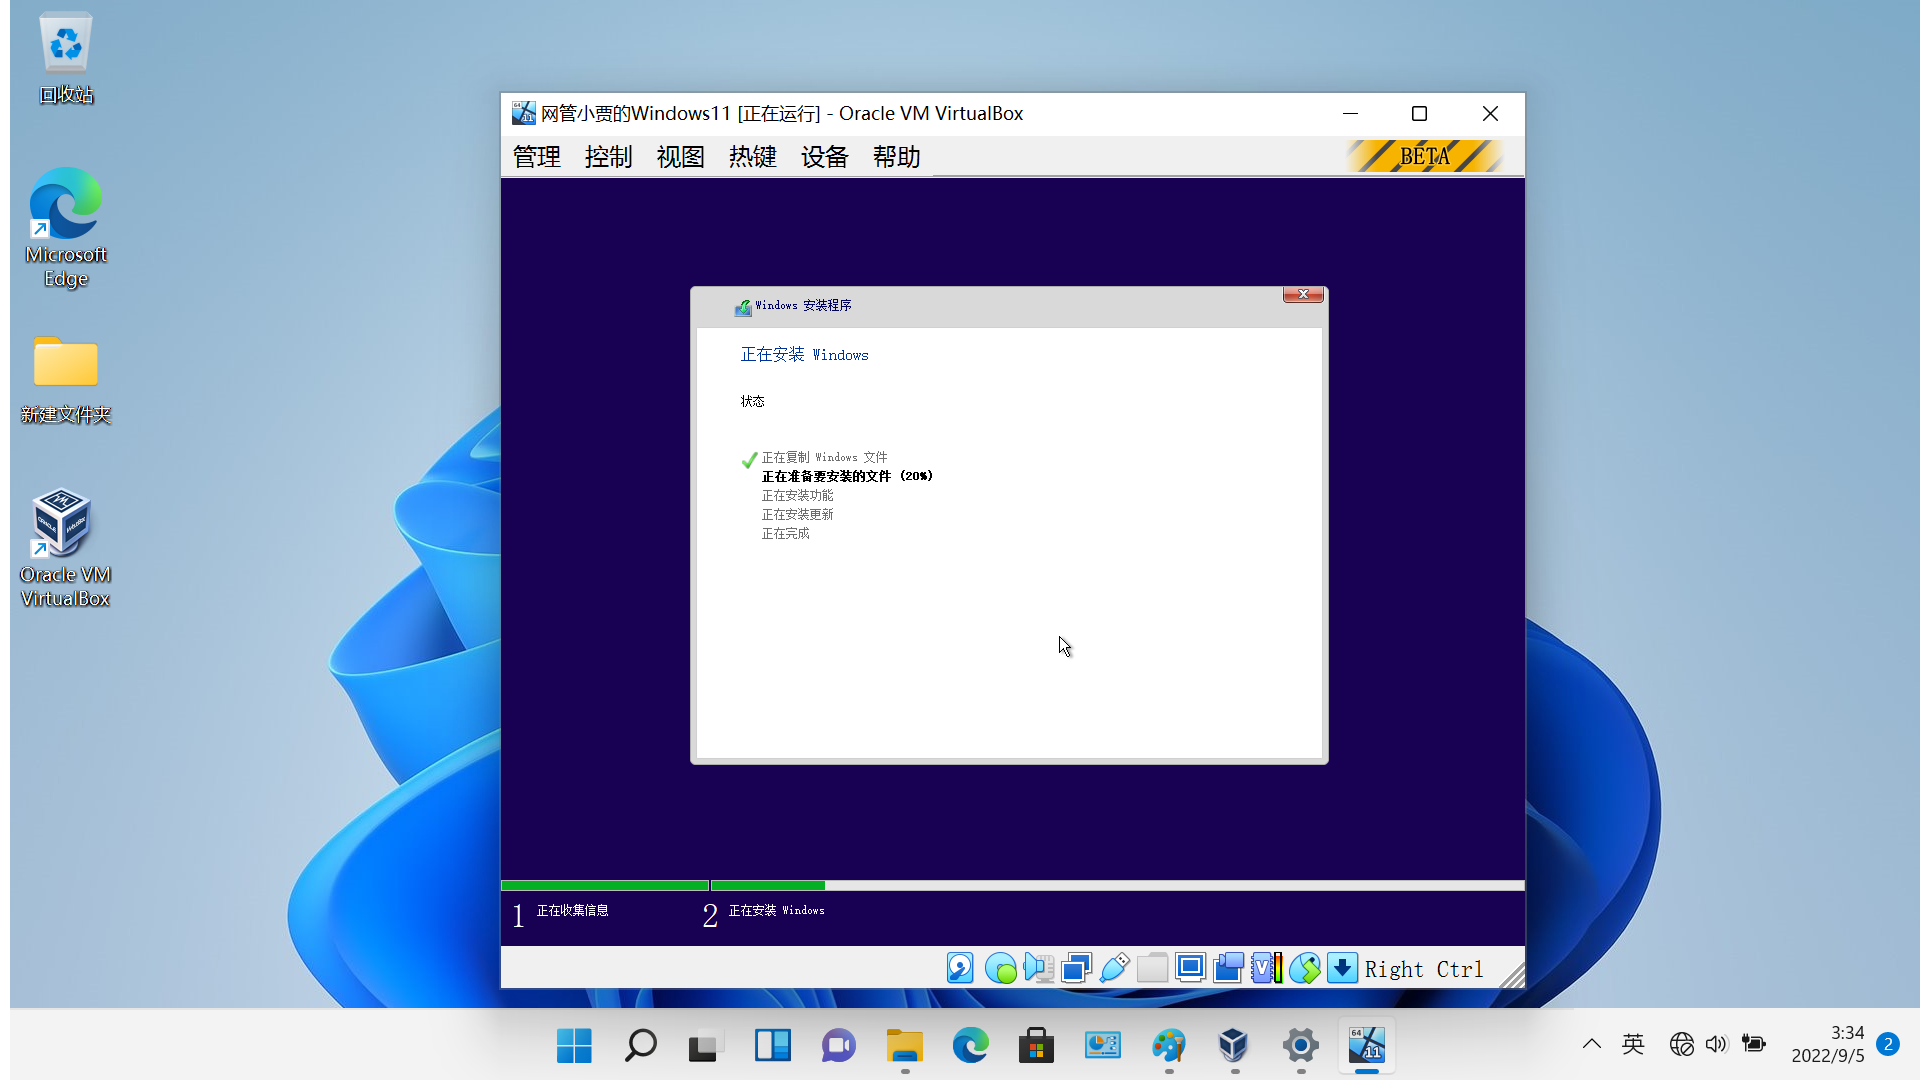 回收站
Microsoft
Edge
新建文件夹
Oracle VM
VirtualBox
网管小贾的Windows11 [正在运行] - Oracle VM VirtualBox
管理 控制 视图 热键 设备 帮助
BETA
Windows 安装程序
正在安装 Windows
状态
正在复制 Windows 文件
正在准备要安装的文件 (20%)
正在安装功能
正在安装更新
正在完成
1 正在收集信息
2 正在安装 Windows
Right Ctrl
64
11
英
3:34
2022/9/5
2